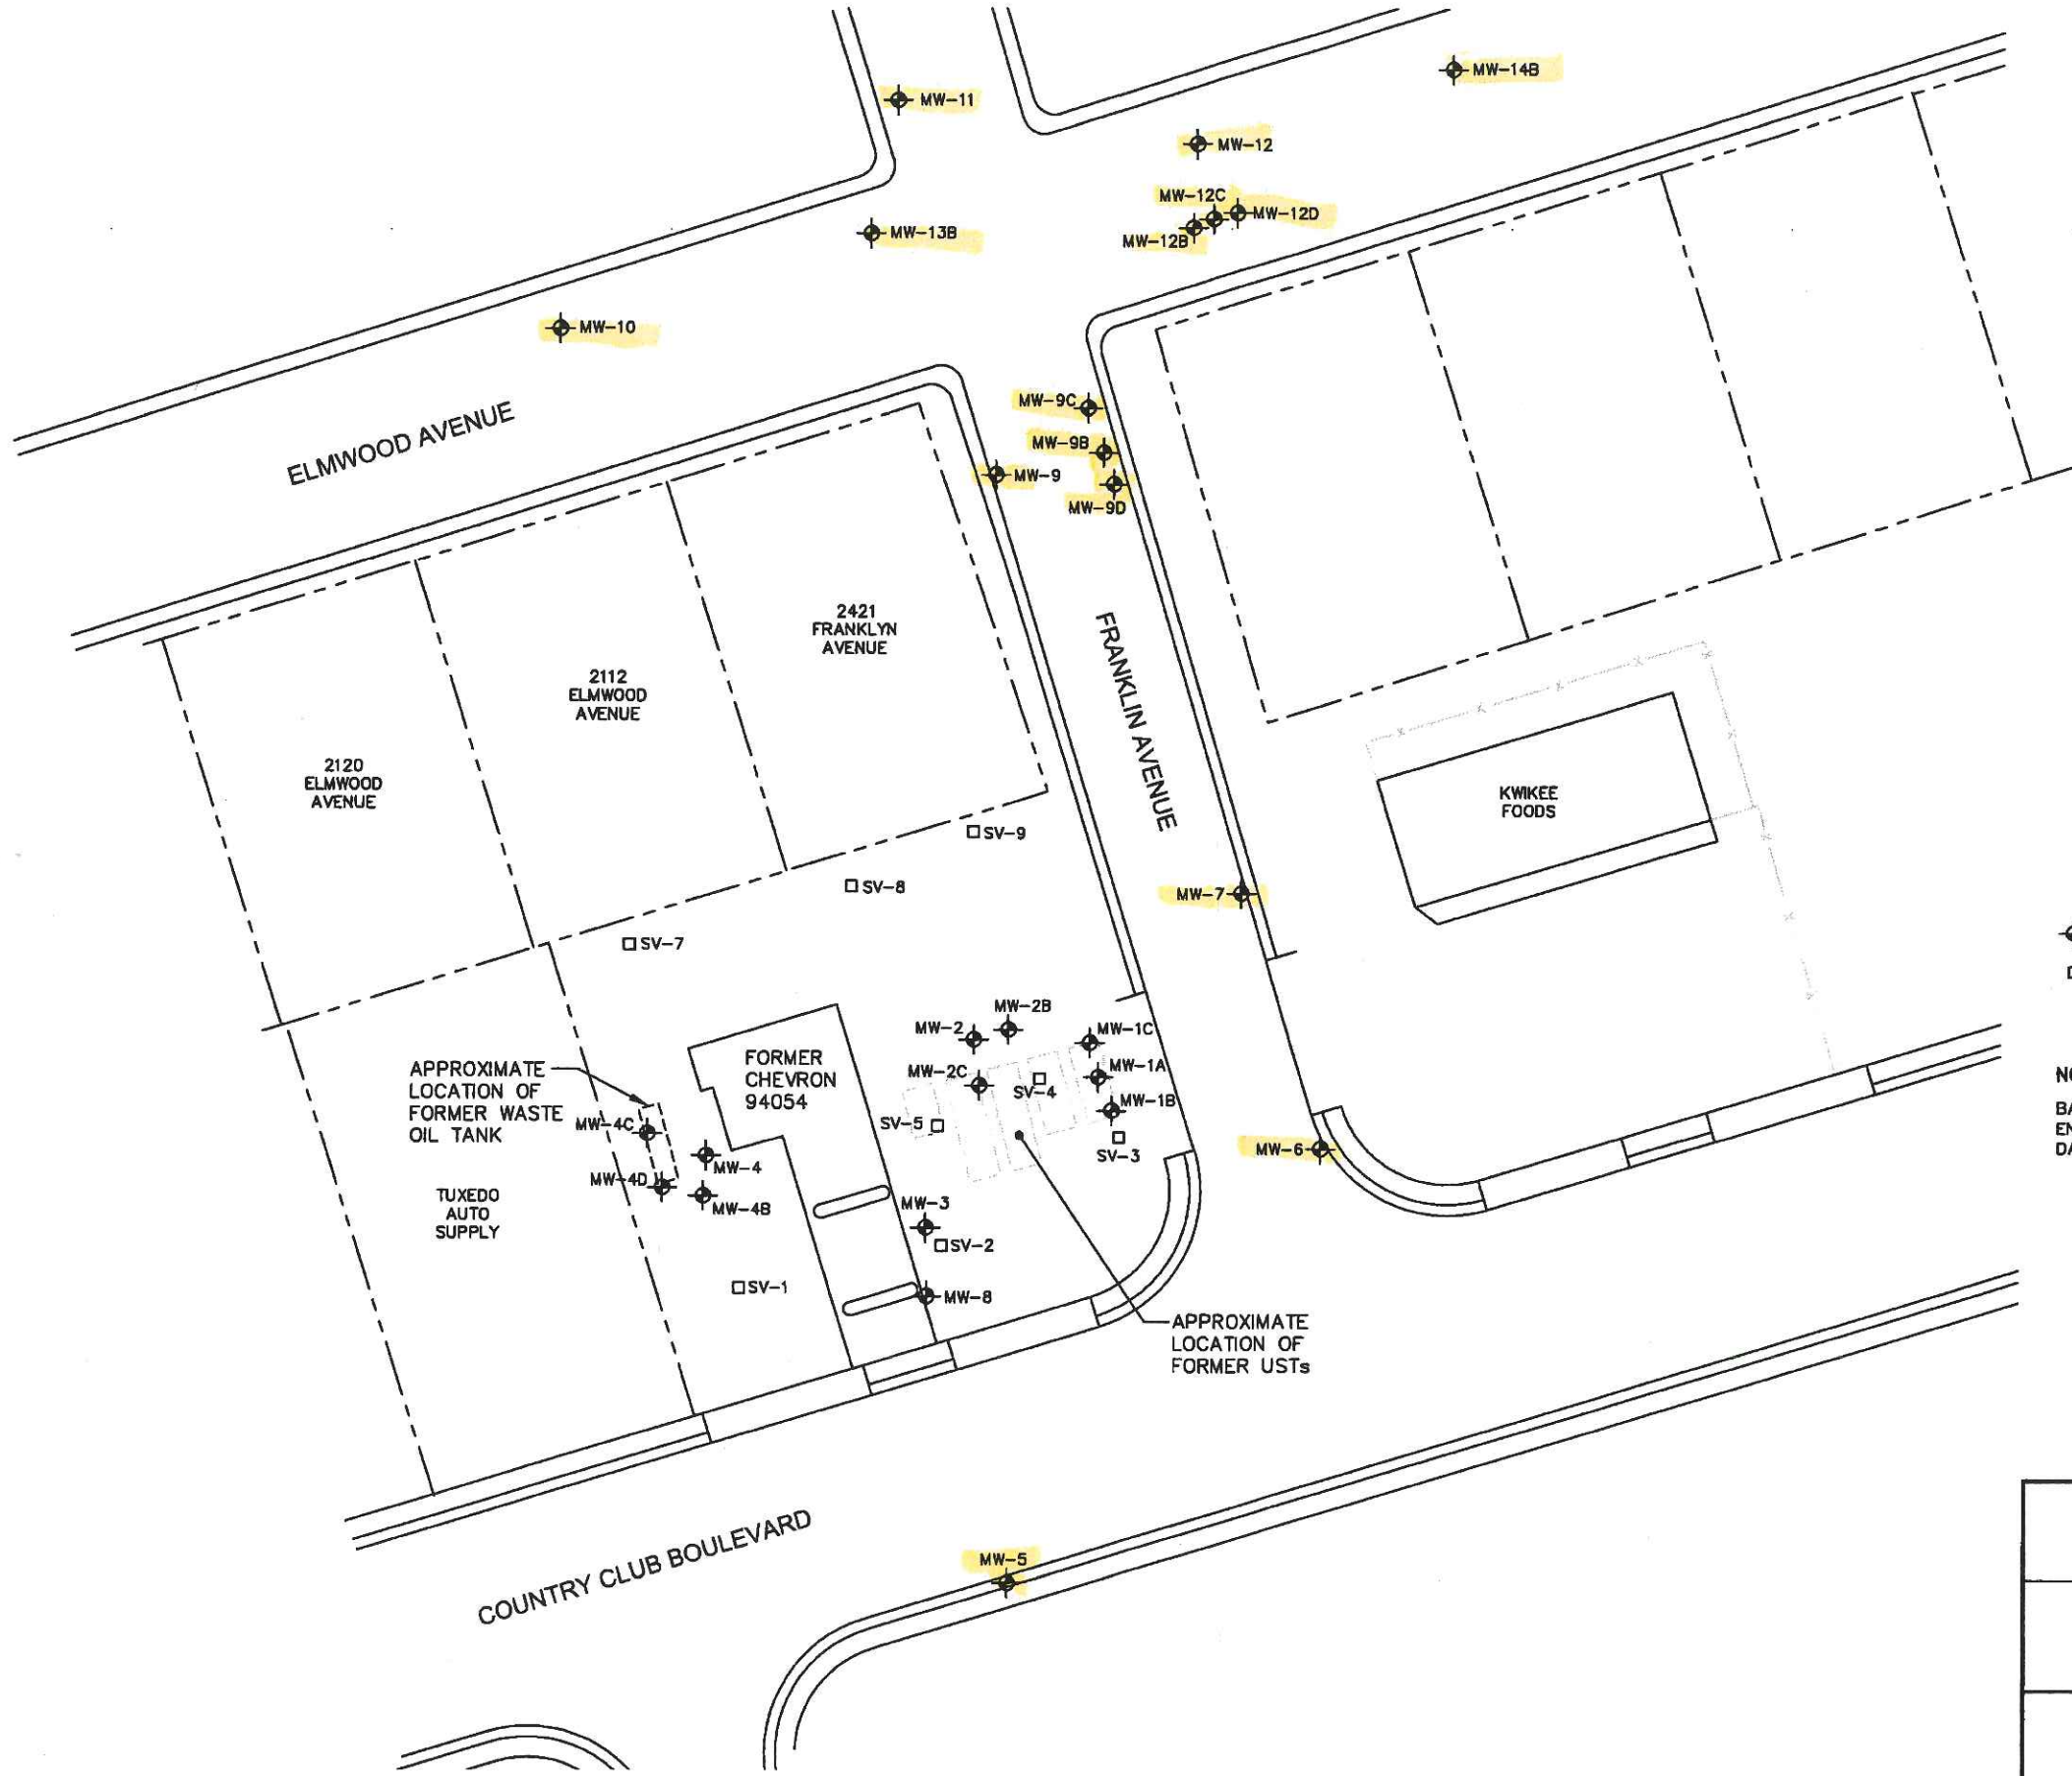 MW-14B
MW-11
MW-12
MW-12C
MW-12D
MW-13B
MW-12B
MW-10
MW-9C
ELMWOOD AVENUE
MW-9B
MW-9
MW-9D
2421
FRANKLYN
AVENUE
FRANKLIN AVENUE
2112
ELMWOOD
AVENUE
2120
ELMWOOD
AVENUE
KWIKEE
FOODS
SV-9
SV-8
MW-7
SV-7
MW-2B
MW-2
MW-1C
FORMER
CHEVRON
94054
APPROXIMATE
LOCATION OF
FORMER WASTE
OIL TANK
MW-2C
MW-1A
SV-4
MW-1B
MW-4C
SV-5
SV-3
MW-6
MW-4
MW-4D
MW-4B
TUXEDO
AUTO
SUPPLY
MW-3
SV-2
SV-1
MW-8
APPROXIMATE
LOCATION OF
FORMER USTs
COUNTRY CLUB BOULEVARD
MW-5